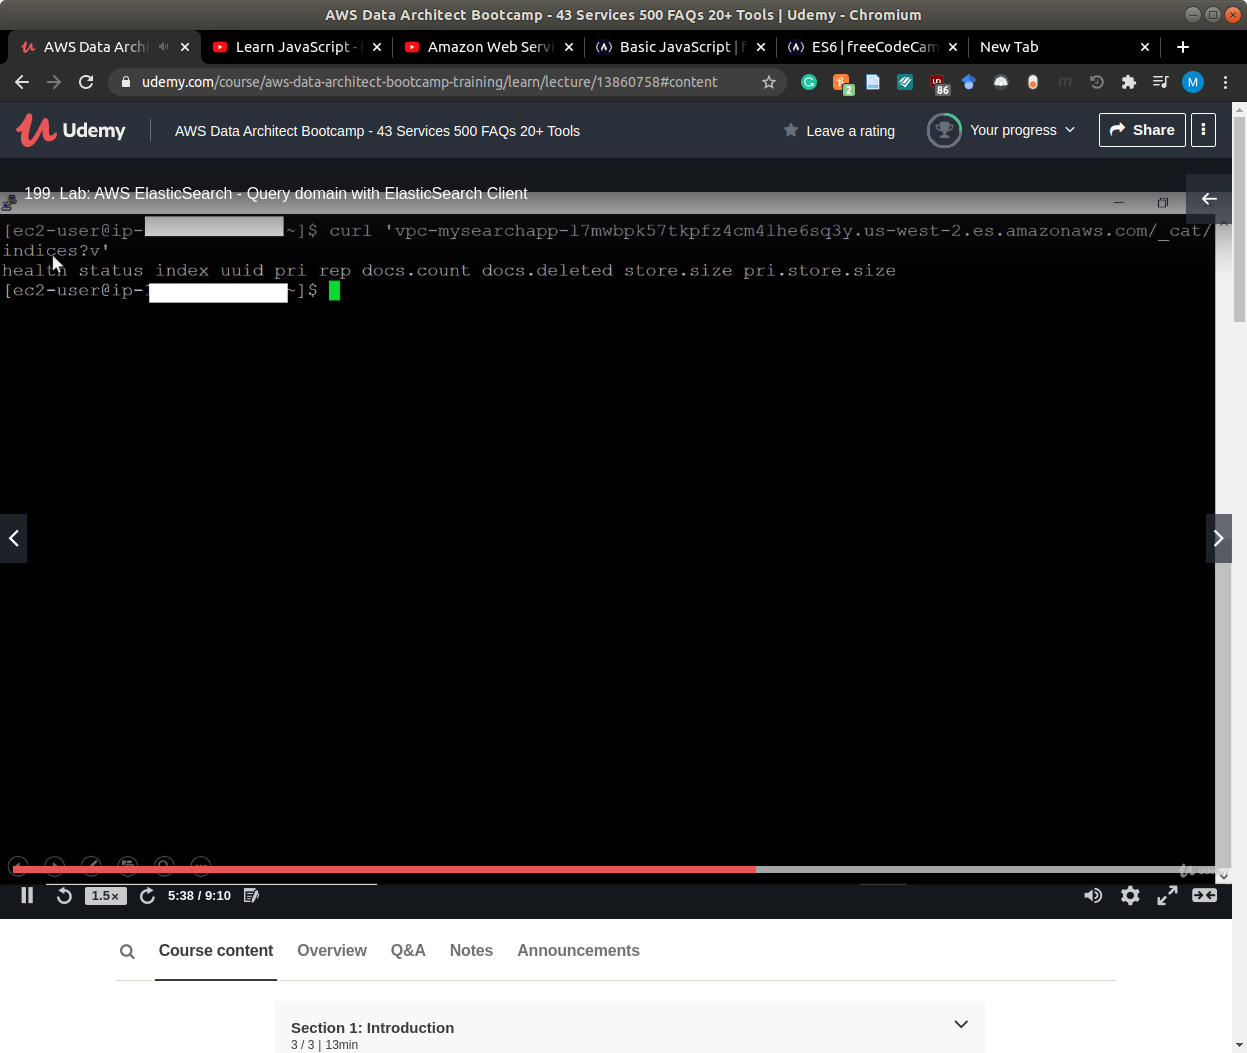 AWS Data Architect Bootcamp - 43 Services 500 FAQs 20+ Tools | Udemy - Chromium
AWS Data Archi
Learn JavaScript -
Amazon Web Servi
Basic JavaScript | f
ES6 | freeCodeCam
New Tab
udemy.com/course/aws-data-architect-bootcamp-training/learn/lecture/13860758#content
2
86
M
Udemy
AWS Data Architect Bootcamp - 43 Services 500 FAQs 20+ Tools
Leave a rating
Your progress
Share
199. Lab: AWS ElasticSearch - Query domain with ElasticSearch Client
[ec2-user@ip- ~]$ curl 'vpc-mysearchapp-l7mwbpk57tkpfz4cm4lhe6sq3y.us-west-2.es.amazonaws.com/_cat/
indices?v'
health status index uuid pri rep docs.count docs.deleted store.size pri.store.size
[ec2-user@ip- ~]$
1.5×
5:38 / 9:10
Course content
Overview
Q&A
Notes
Announcements
Section 1: Introduction
3 / 3 | 13min